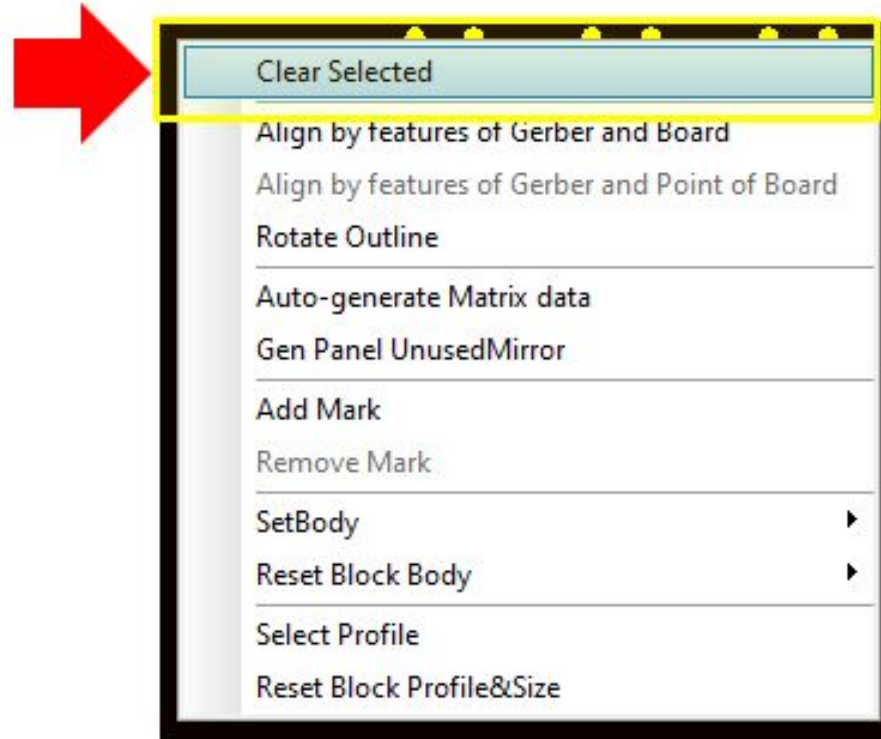 Clear Selected
Align by features of Gerber and Board
Align by features of Gerber and Point of Board
Rotate Outline
Auto-generate Matrix data
Gen Panel UnusedMirror
Add Mark
Remove Mark
SetBody
Reset Block Body
Select Profile
Reset Block Profile&Size